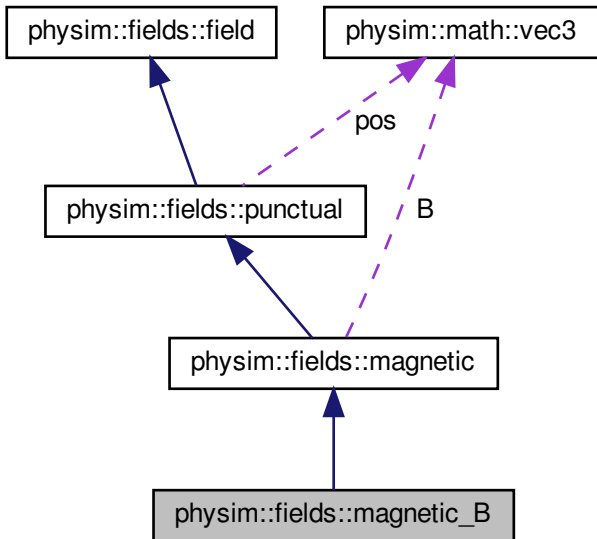 physim::fields::field
physim::math::vec3
pos
physim::fields::punctual
B
physim::fields::magnetic
physim::fields::magnetic_B